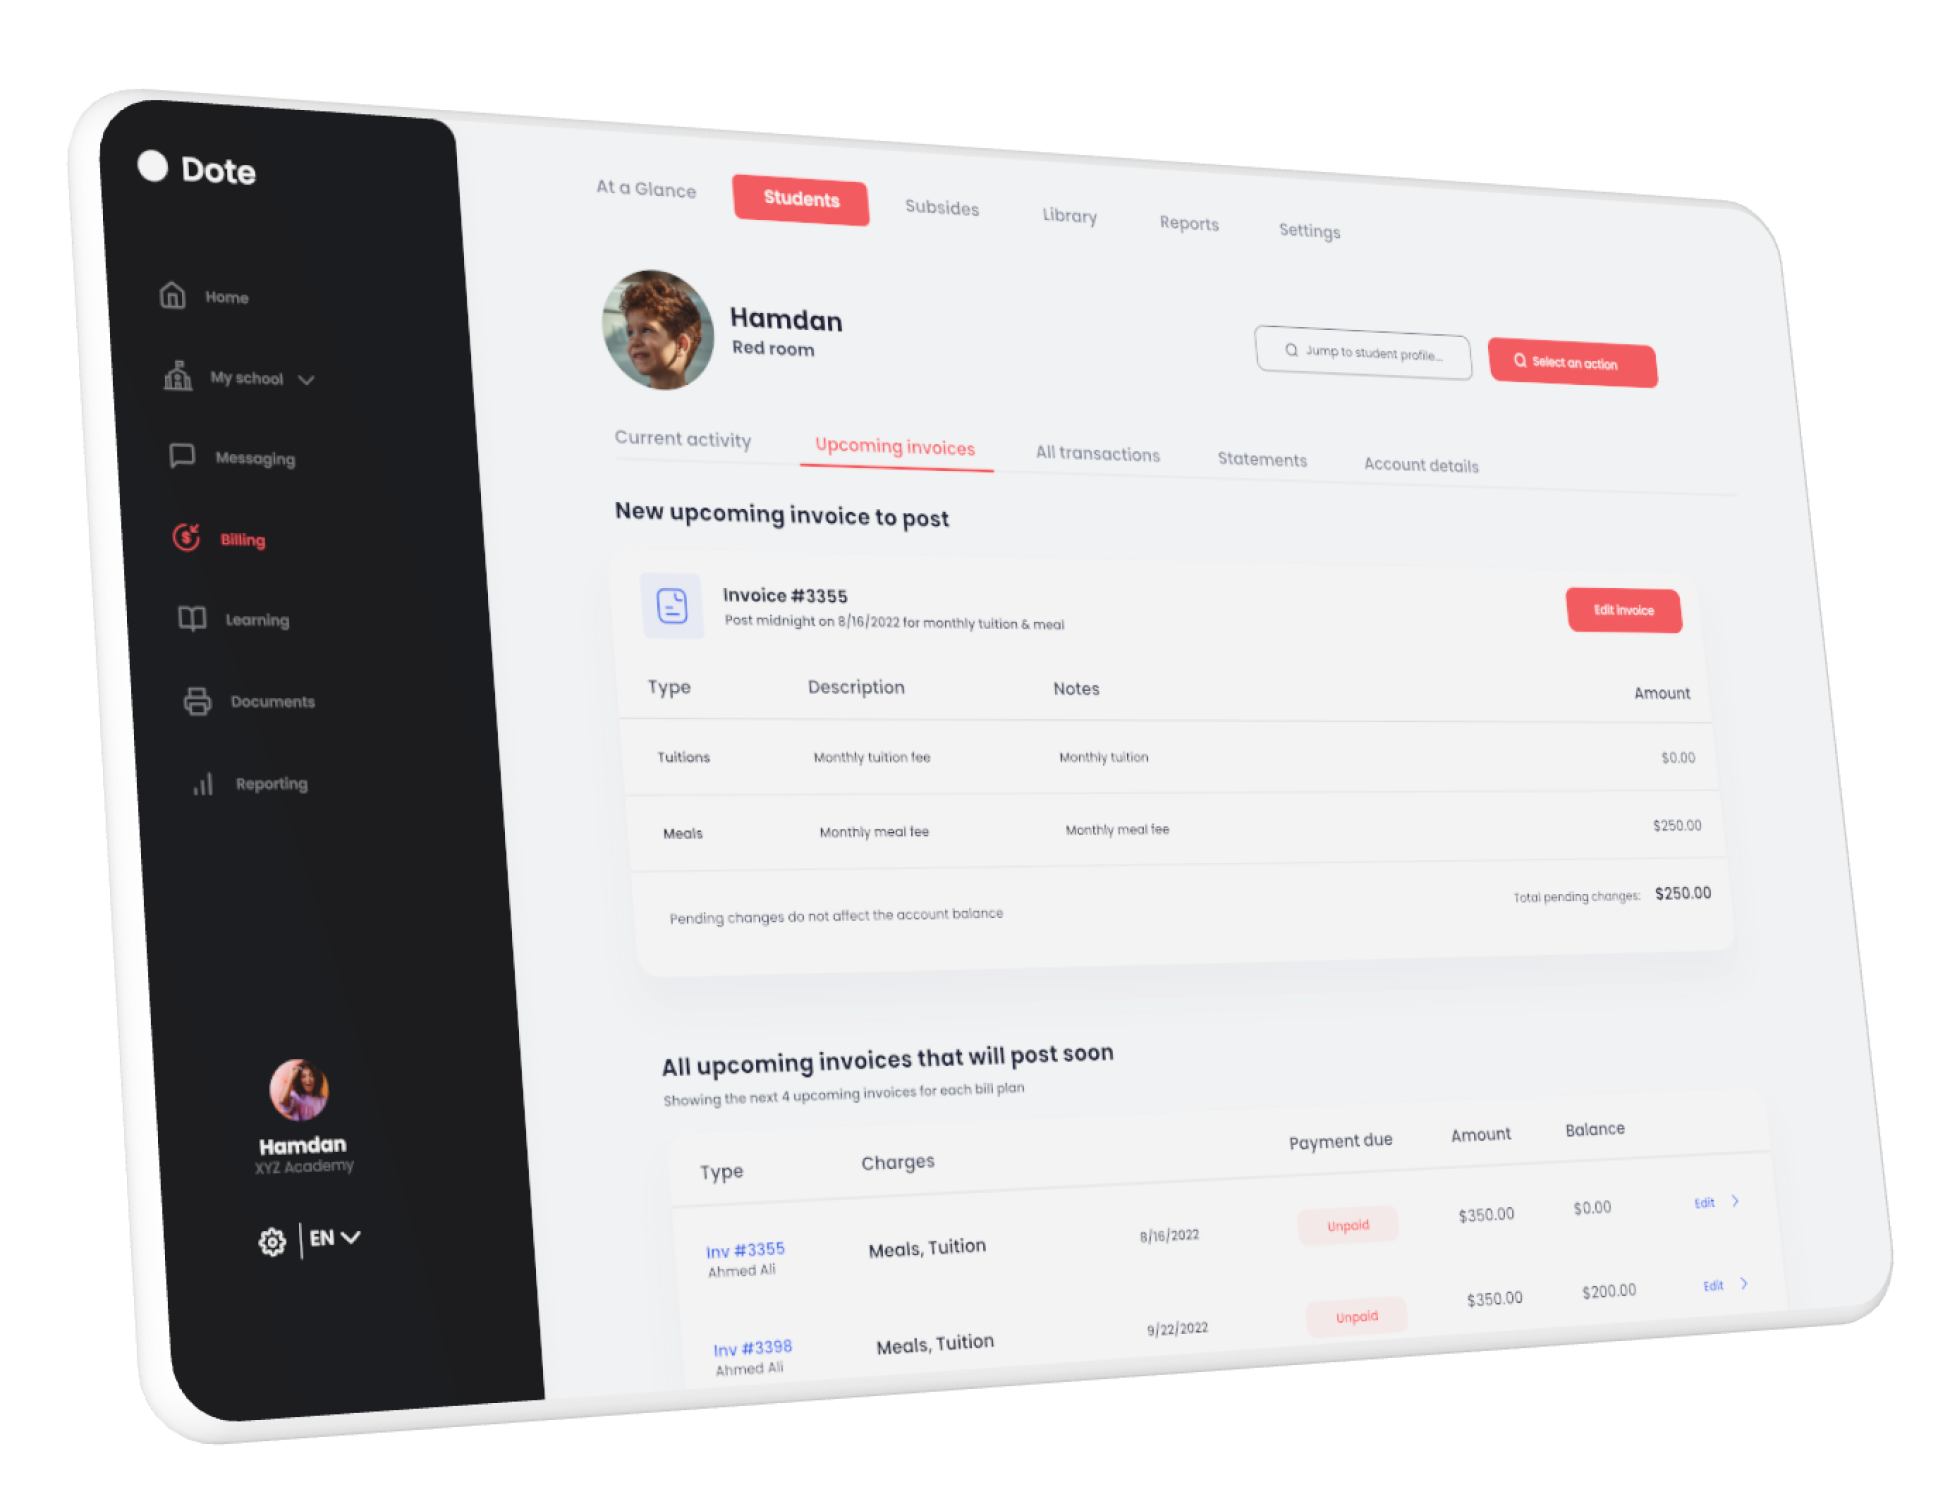 Dote
Home
My school
Messaging
Billing
Learning
Documents
Reporting
Hamdan
XYZ Academy
EN
At a Glance Students Subsides Library Reports Settings
Hamdan
Red room
Jump to student profile...
Select an action
Current activity Upcoming invoices All transactions Statements Account details
New upcoming invoice to post
Invoice #3355
Post midnight on 8/16/2022 for monthly tuition & meal
Edit invoice
Type Description Notes Amount
Tuitions Monthly tuition fee Monthly tuition $0.00
Meals Monthly meal fee Monthly meal fee $250.00
Pending changes do not affect the account balance
Total pending changes: $250.00
All upcoming invoices that will post soon
Showing the next 4 upcoming invoices for each bill plan
Type Charges Payment due Amount Balance
Inv #3355 Meals, Tuition 8/16/2022 Unpaid $350.00 $0.00 Edit
Ahmed Ali
Inv #3398 Meals, Tuition 9/22/2022 Unpaid $350.00 $200.00 Edit
Ahmed Ali